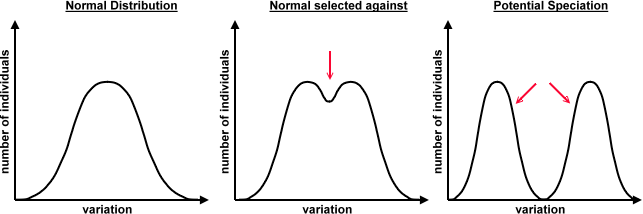 Normal Distribution
number of individuals
variation
Normal selected against
number of individuals
variation
Potential Speciation
number of individuals
variation